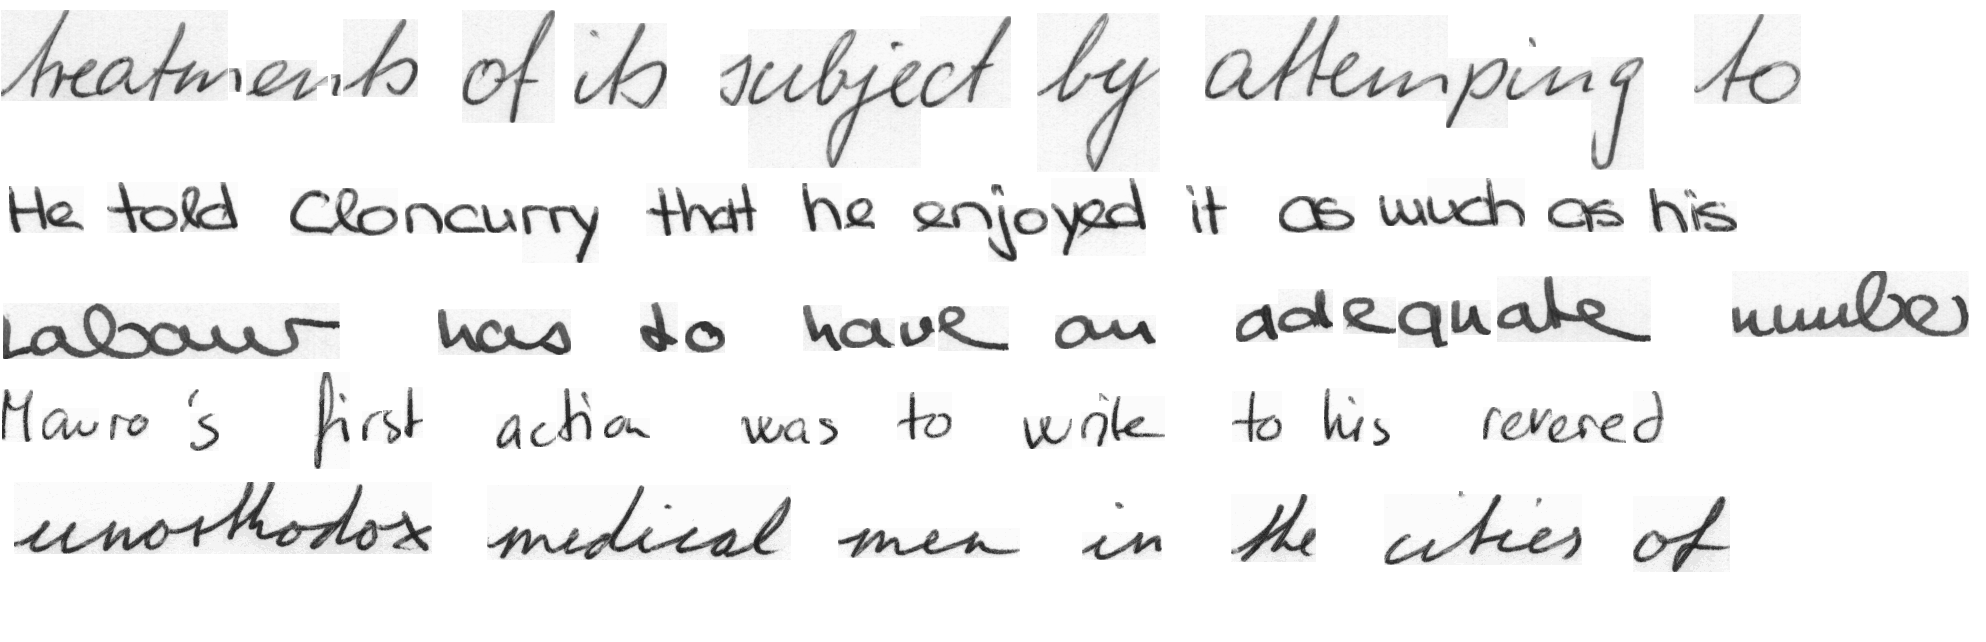 treatments of its subject by attemping to
He told Cloncurry that he enjoyed it as much as his
Labour has to have an adequate number
Mauro's first action was to write to his revered
unorthodox medical men in the cities of